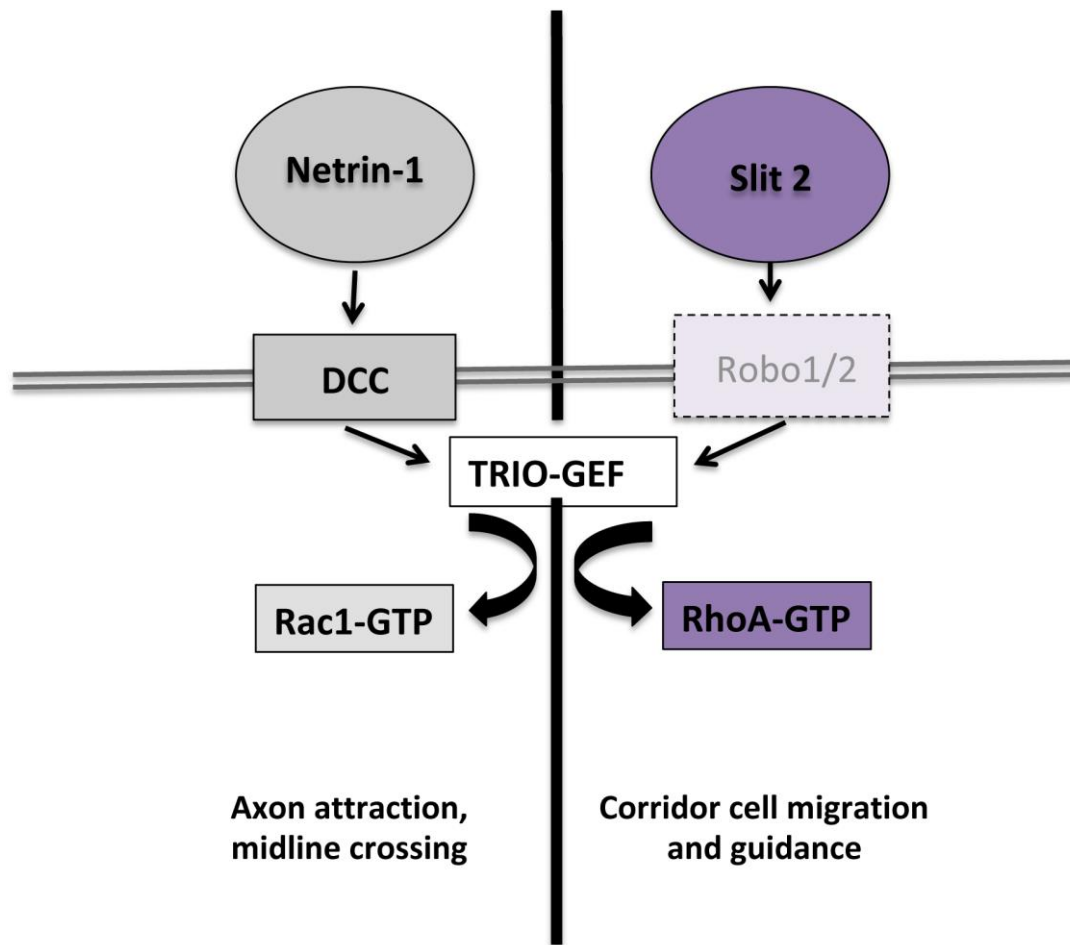 Netrin-1
Slit 2
DCC
Robo1/2
TRIO-GEF
Rac1-GTP
RhoA-GTP
Axon attraction,
midline crossing
Corridor cell migration
and guidance